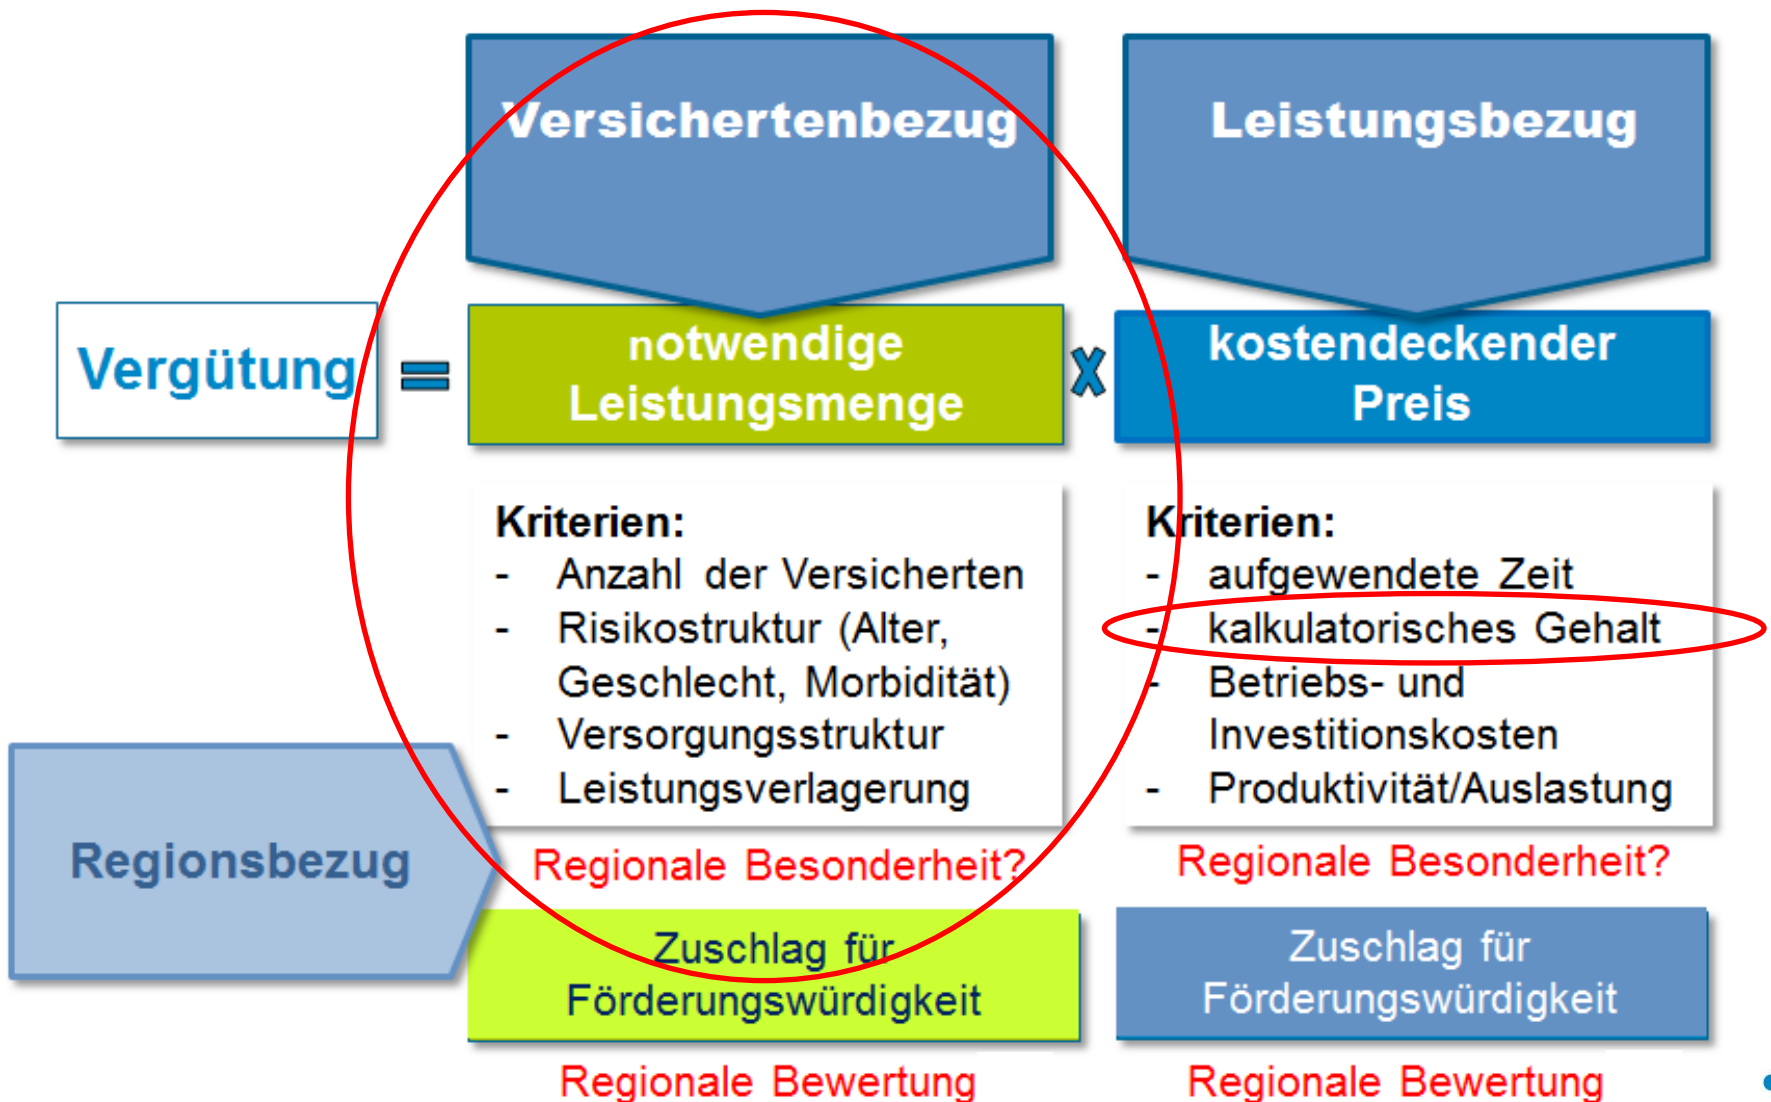 Versichertenbezug
Leistungsbezug
Vergütung = notwendige Leistungsmenge x kostendeckender Preis
Kriterien:
- Anzahl der Versicherten
- Risikostruktur (Alter,
Geschlecht, Morbidität)
- Versorgungsstruktur
- Leistungsverlagerung
Kriterien:
- aufgewendete Zeit
- kalkulatorisches Gehalt
- Betriebs- und
Investitionskosten
- Produktivität/Auslastung
Regionsbezug
Regionale Besonderheit?
Regionale Besonderheit?
Zuschlag für
Förderungswürdigkeit
Zuschlag für
Förderungswürdigkeit
Regionale Bewertung
Regionale Bewertung